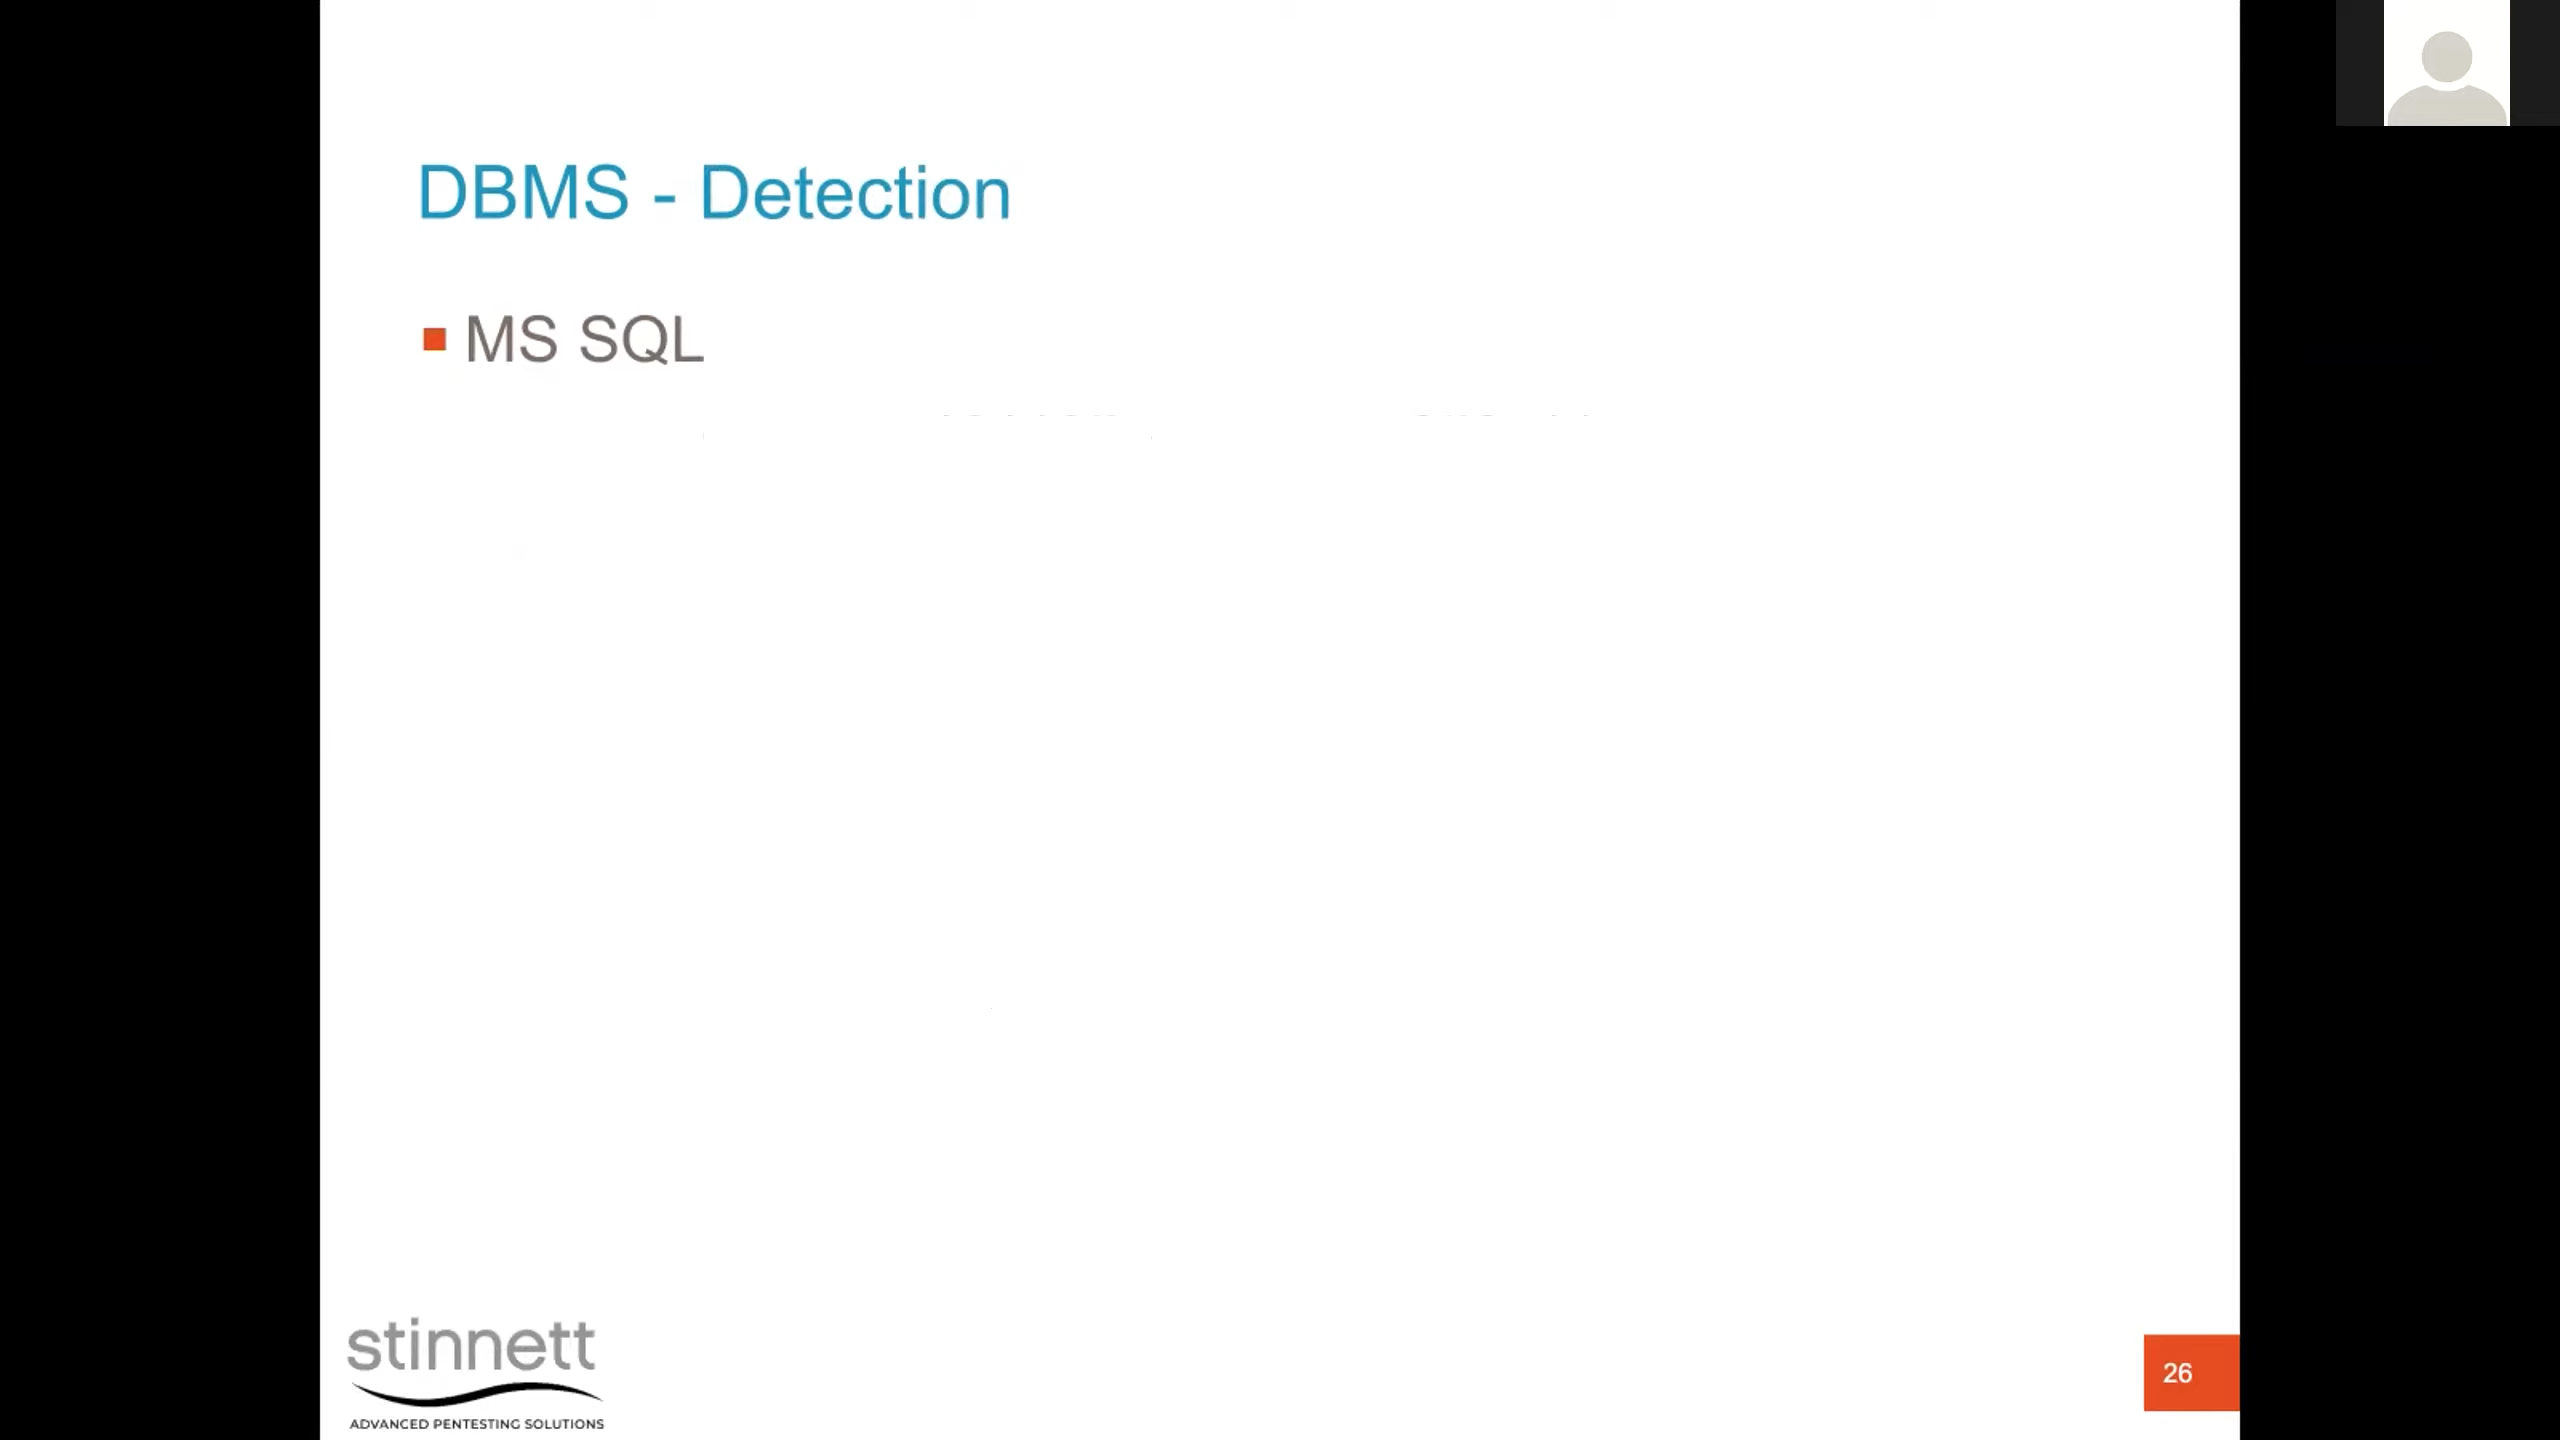 DBMS - Detection
MS SQL
stinnett
ADVANCED PENTESTING SOLUTIONS
26